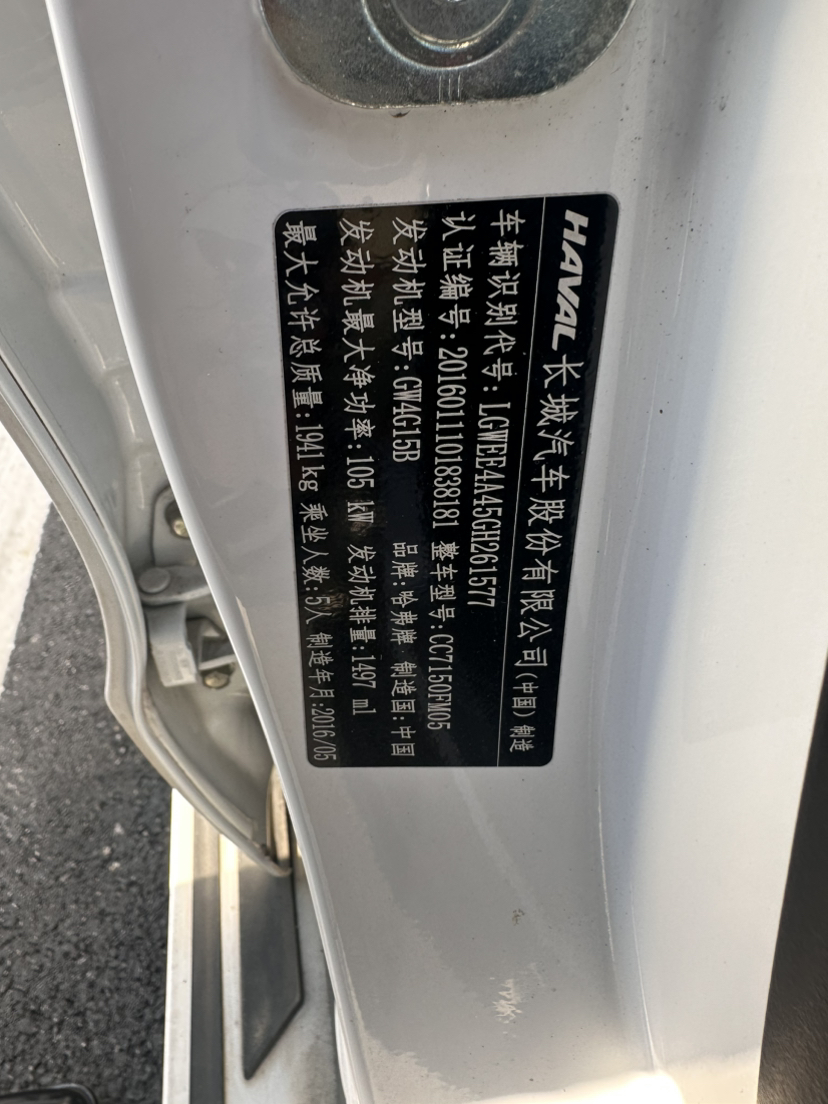 HAVAL 长城汽车股份有限公司(中国) 制造
车辆识别代号:LGWEE4A45GH261577
认证编号:2016011101838181 整车型号:CC7150FM05
发动机型号:GW4G15B 品牌:哈弗牌 制造国:中国
发动机最大净功率:105 kW 发动机排量:1497 ml
最大允许总质量:1941kg 乘坐人数:5人 制造年月:2016/05